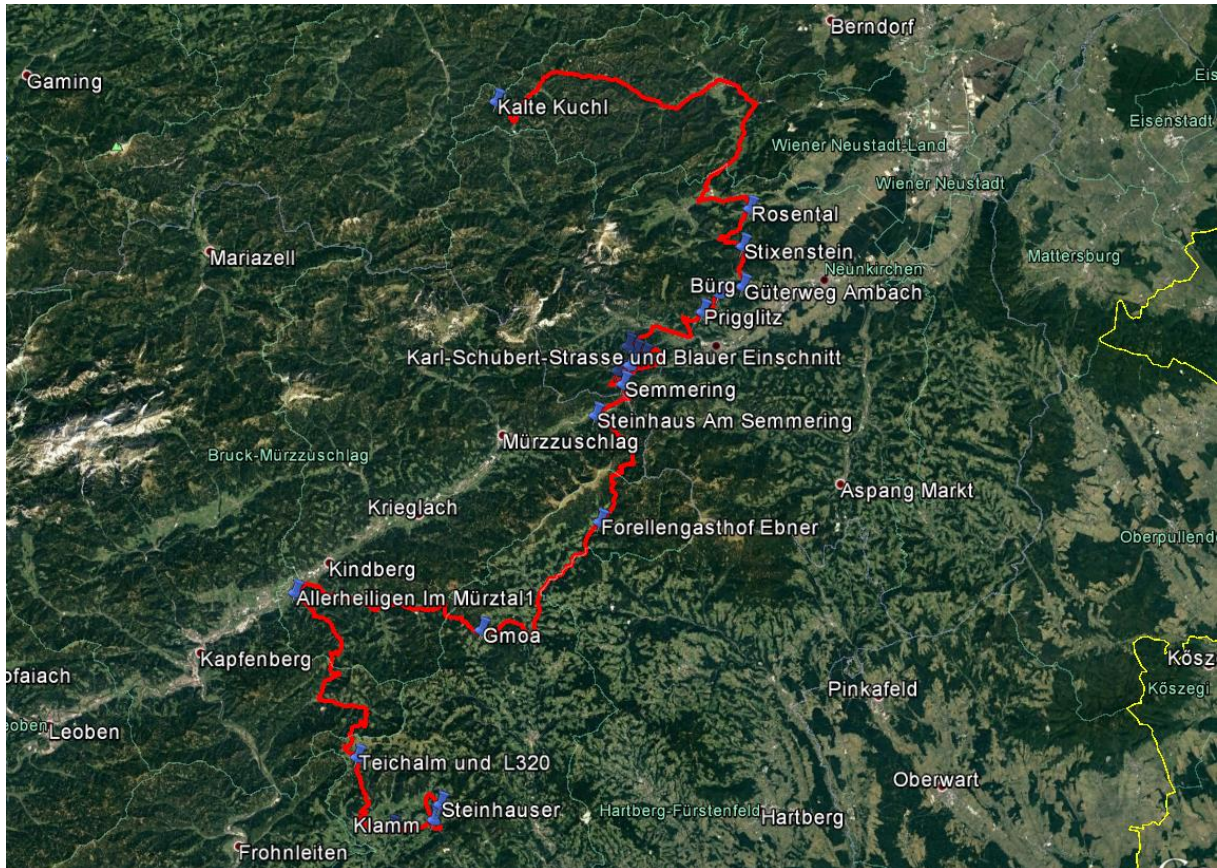 Berndorf
Gaming
Eis
Kalte Kuchl
Eisenstadt
Wiener Neustadt-Land
Wiener Neustadt
Rosental
Stixenstein
Mariazell
Mattersburg
Neunkirchen
Bürg
Güterweg Ambach
Prigglitz
Karl-Schubert-Strasse und Blauer Einschnitt
Semmering
Steinhaus Am Semmering
Mürzzuschlag
Bruck-Mürzzuschlag
Aspang Markt
Krieglach
Forellengasthof Ebner
Oberpullend
Kindberg
Allerheiligen Im Mürztal1
Gmoa
Kapfenberg
Kősz
ofaiach
Pinkafeld
Kőszegi
eoben
Leoben
Teichalm und L320
Oberwart
Steinhauser
Hartberg-Fürstenfeld
Hartberg
Klamm
Frohnleiten